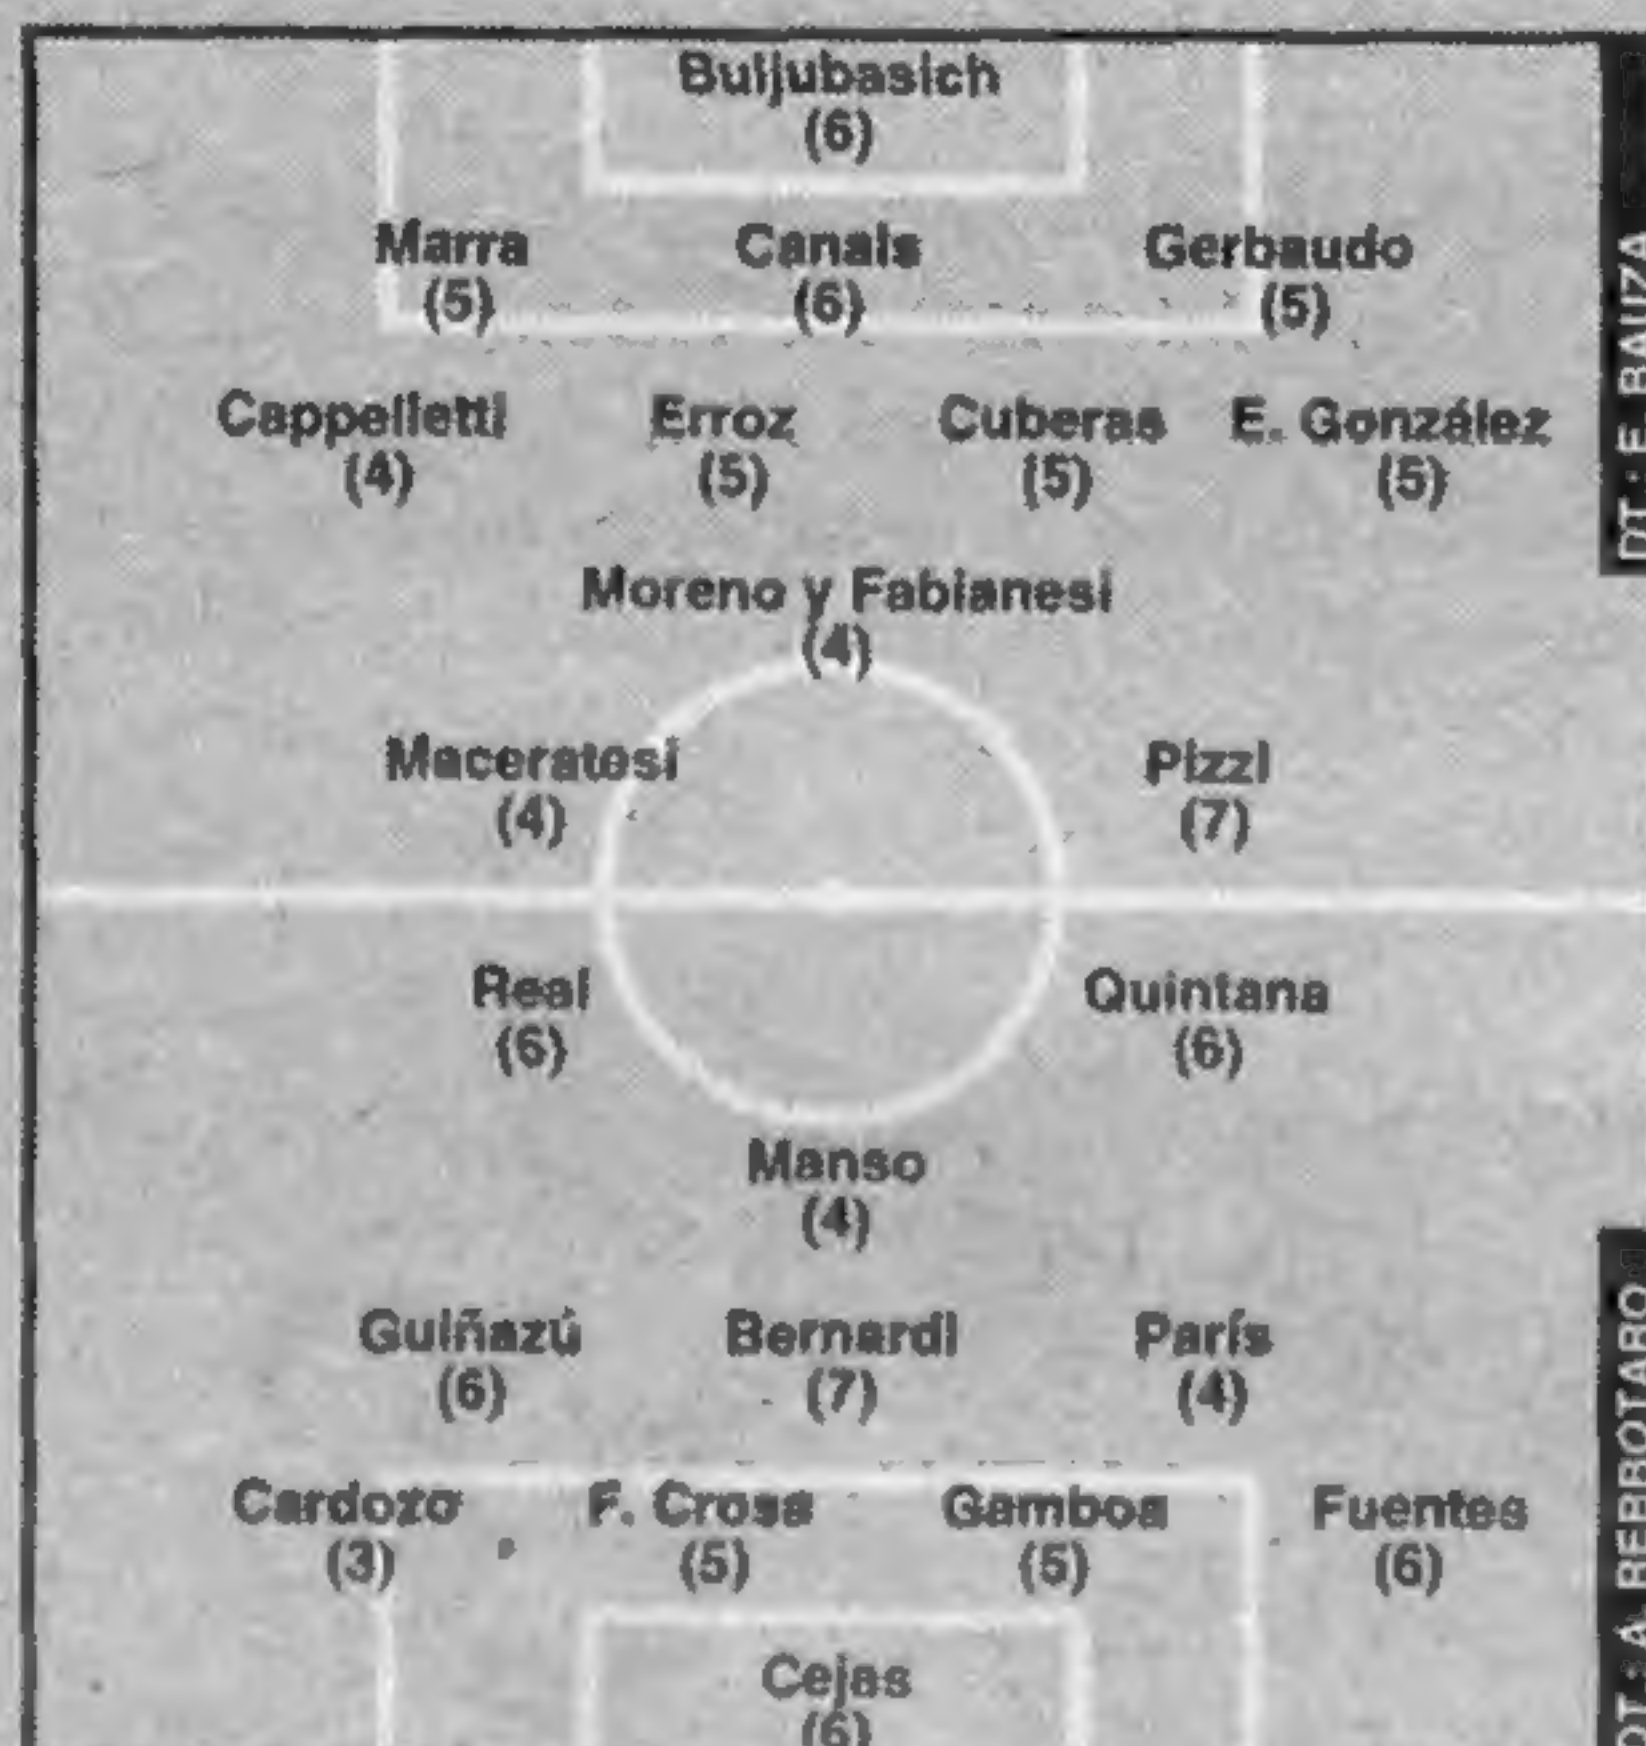 Buljubasich
(6)
Marra Canals Gerbaudo
(5) (6) (5)
Cappelletti Erroz Cuberas E. González
(4) (5) (5) (5)
Moreno y Fabianesi
(4)
Maceratesi Pizzi
(4) (7)
Real Quintana
(6) (6)
Manso
(4)
Guiñazú Bernardi París
(6) (7) (4)
Cardozo F. Cross Gamboa Fuentes
(3) (5) (5) (6)
Cejas
(6)
DT.: E. BAUZA
DT.: A. REBBOTARO